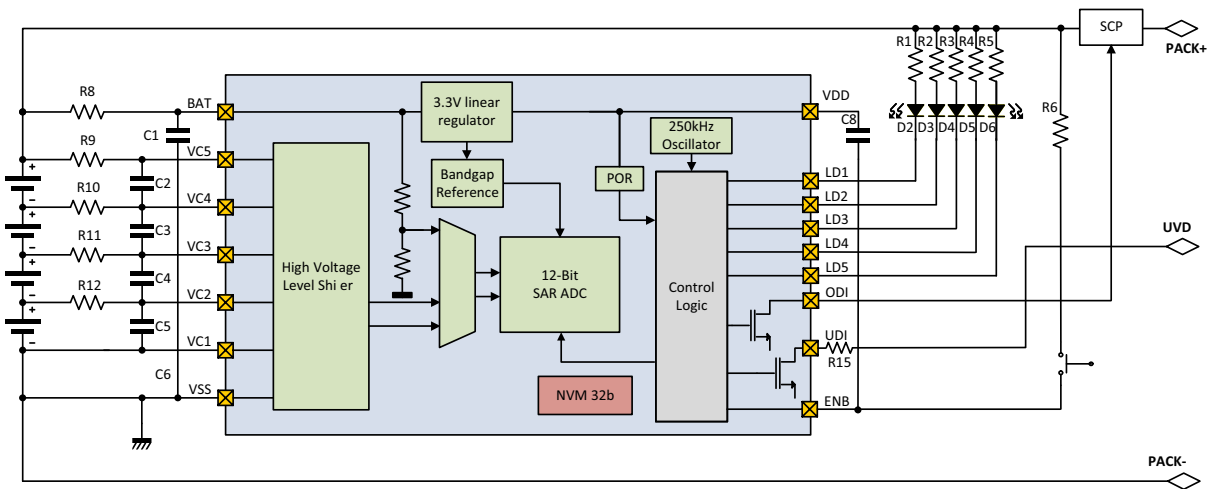 SCP
PACK+
R1 R2 R3 R4 R5
R8
BAT
3.3V linear
regulator
VDD
R6
C1
C8
D2 D3 D4 D5 D6
250kHz
Oscillator
R9
VC5
Bandgap
Reference
POR
LD1
C2
R10
VC4
LD2
UVD
C3
LD3
R11
VC3
LD4
High Voltage
Level Shi er
12-Bit
SAR ADC
Control
Logic
C4
LD5
R12
VC2
ODI
C5
UDI
VC1
R15
C6
VSS
NVM 32b
ENB
PACK-
+
–
+
–
+
–
+
–